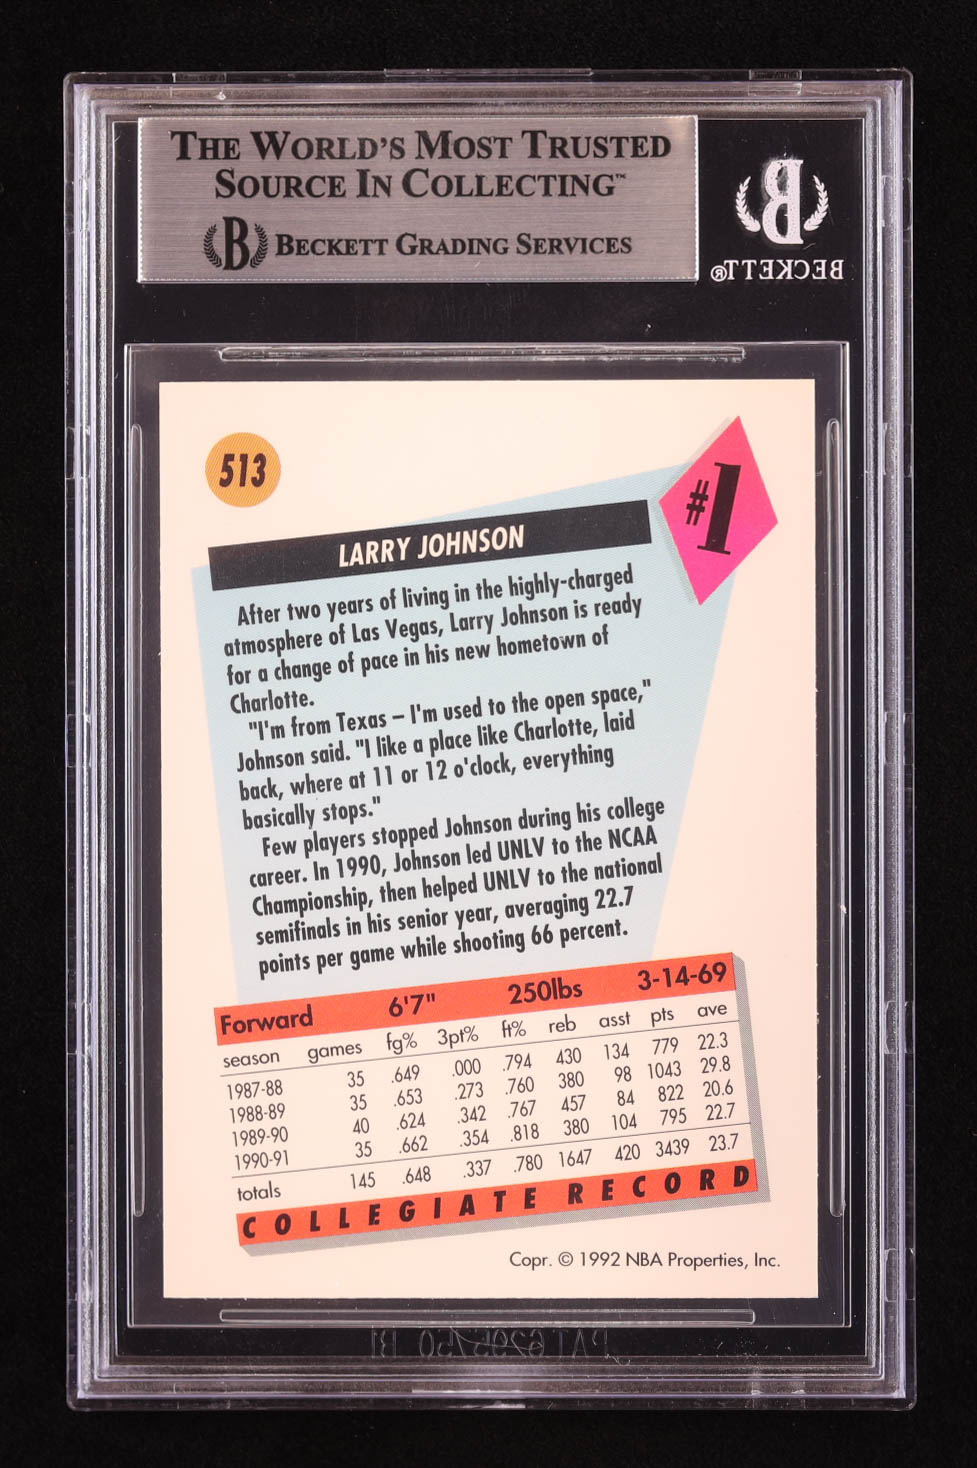 THE WORLD'S MOST TRUSTED
SOURCE IN COLLECTING™
B BECKETT GRADING SERVICES
B
BECKETT®
513
#1
LARRY JOHNSON
After two years of living in the highly-charged
atmosphere of Las Vegas, Larry Johnson is ready
for a change of pace in his new hometown of
Charlotte.
"I'm from Texas – I'm used to the open space,"
Johnson said. "I like a place like Charlotte, laid
back, where at 11 or 12 o'clock, everything
basically stops."
Few players stopped Johnson during his college
career. In 1990, Johnson led UNLV to the NCAA
Championship, then helped UNLV to the national
semifinals in his senior year, averaging 22.7
points per game while shooting 66 percent.
Forward 6'7" 250lbs 3-14-69
season games fg% 3pt% ft% reb asst pts ave
1987-88 35 .649 .000 .794 430 134 779 22.3
1988-89 35 .653 .273 .760 380 98 1043 29.8
1989-90 40 .624 .342 .767 457 84 822 20.6
1990-91 35 .662 .354 .818 380 104 795 22.7
totals 145 .648 .337 .780 1647 420 3439 23.7
COLLEGIATE RECORD
Copr. © 1992 NBA Properties, Inc.